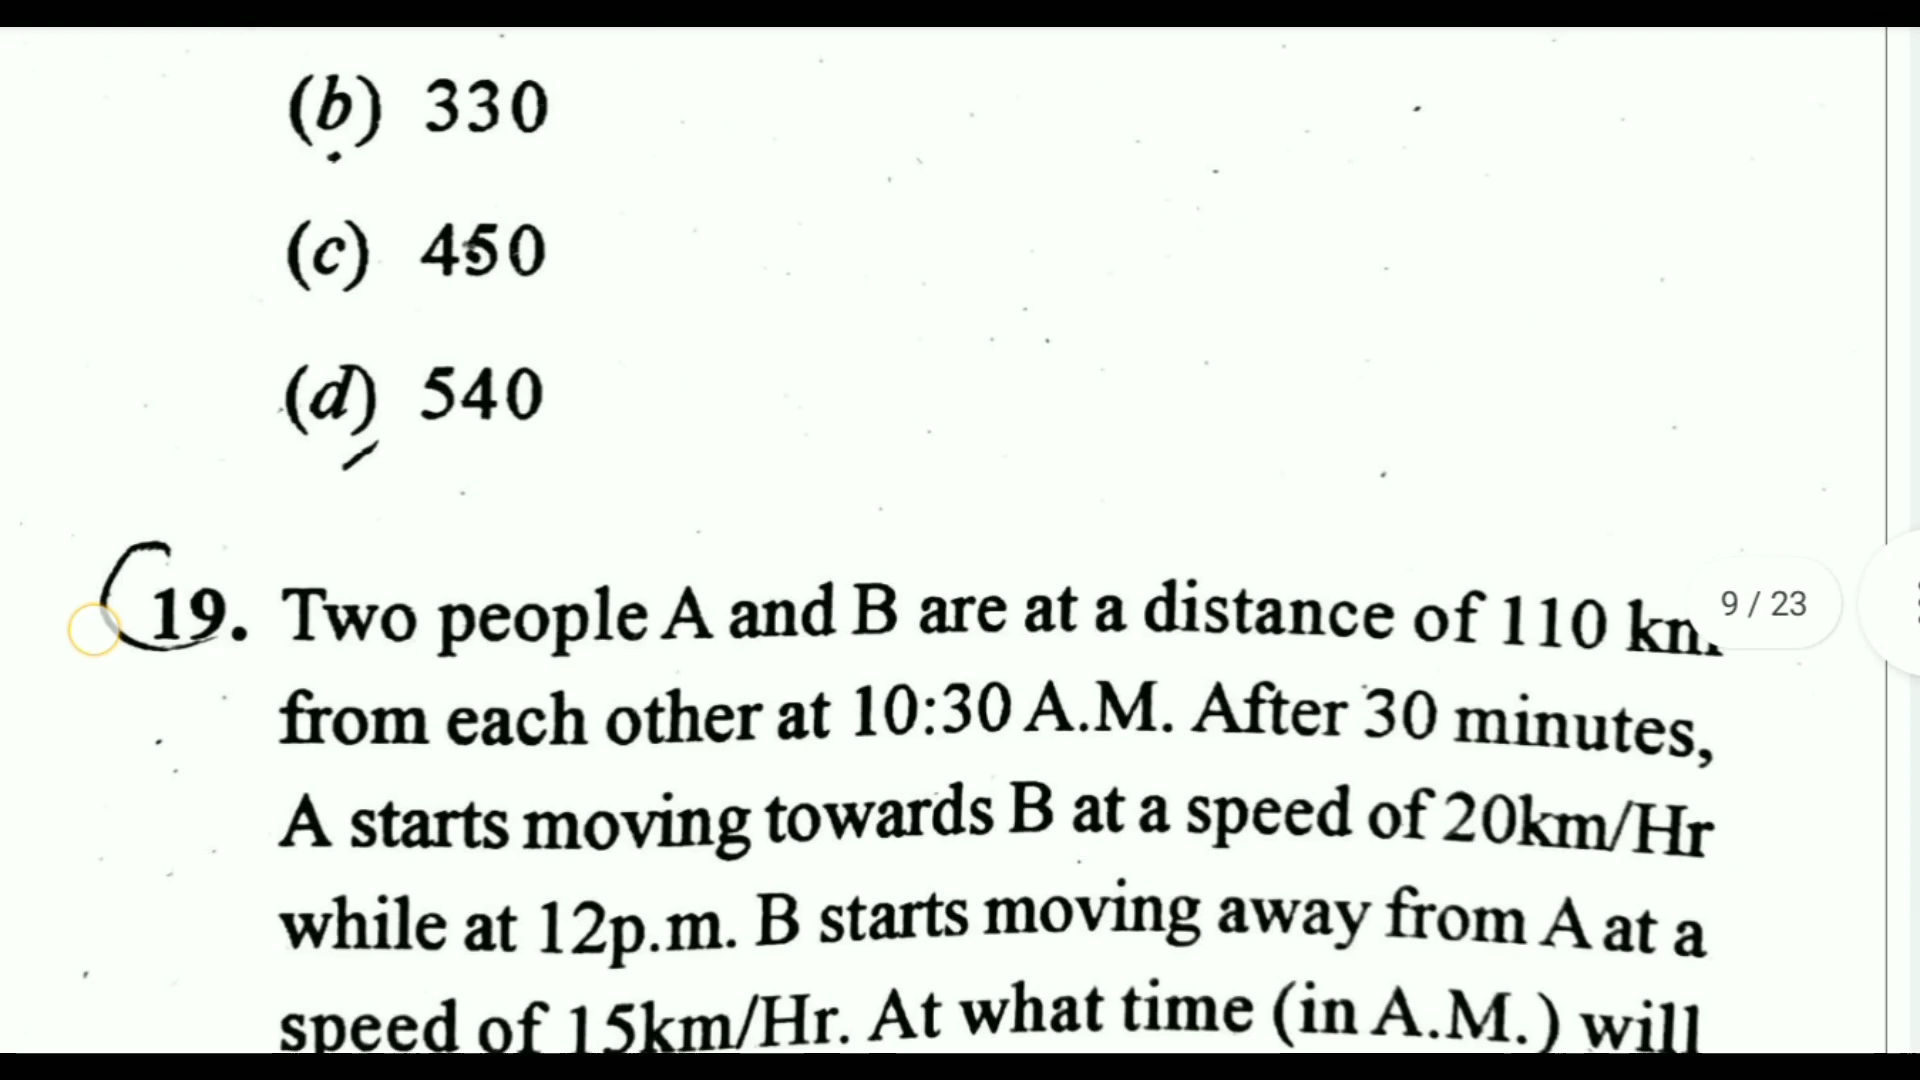 (b) 330
(c) 450
(d) 540
19. Two people A and B are at a distance of 110 km
9 / 23
from each other at 10:30 A.M. After 30 minutes,
A starts moving towards B at a speed of 20km/Hr
while at 12p.m. B starts moving away from A at a
speed of 15km/Hr. At what time (in A.M.) will